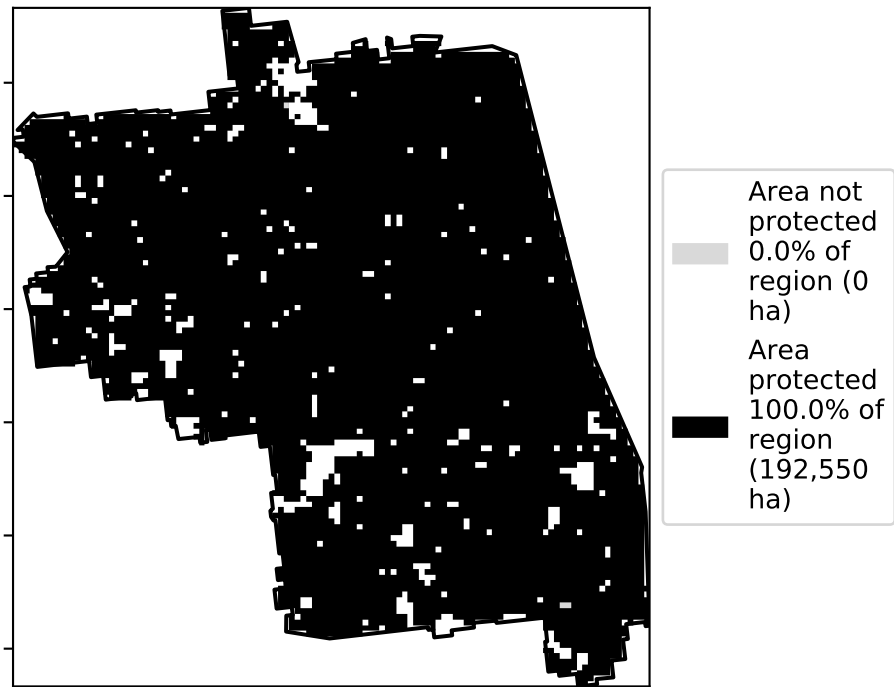 Area not
protected
0.0% of
region (0
ha)
Area
protected
100.0% of
region
(192,550
ha)